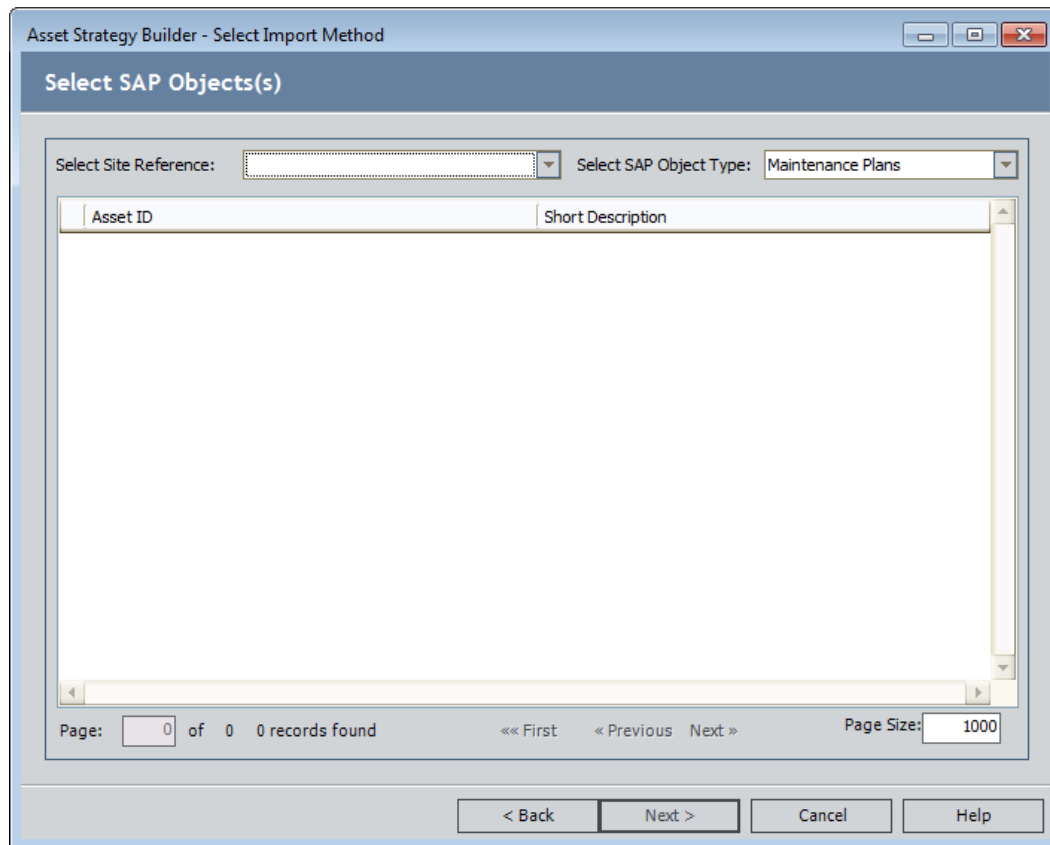 Asset Strategy Builder - Select Import Method
Select SAP Objects(s)
Select Site Reference: Select SAP Object Type: Maintenance Plans
Asset ID Short Description
Page: 0 of 0 0 records found «« First « Previous Next » Page Size: 1000
< Back Next > Cancel Help